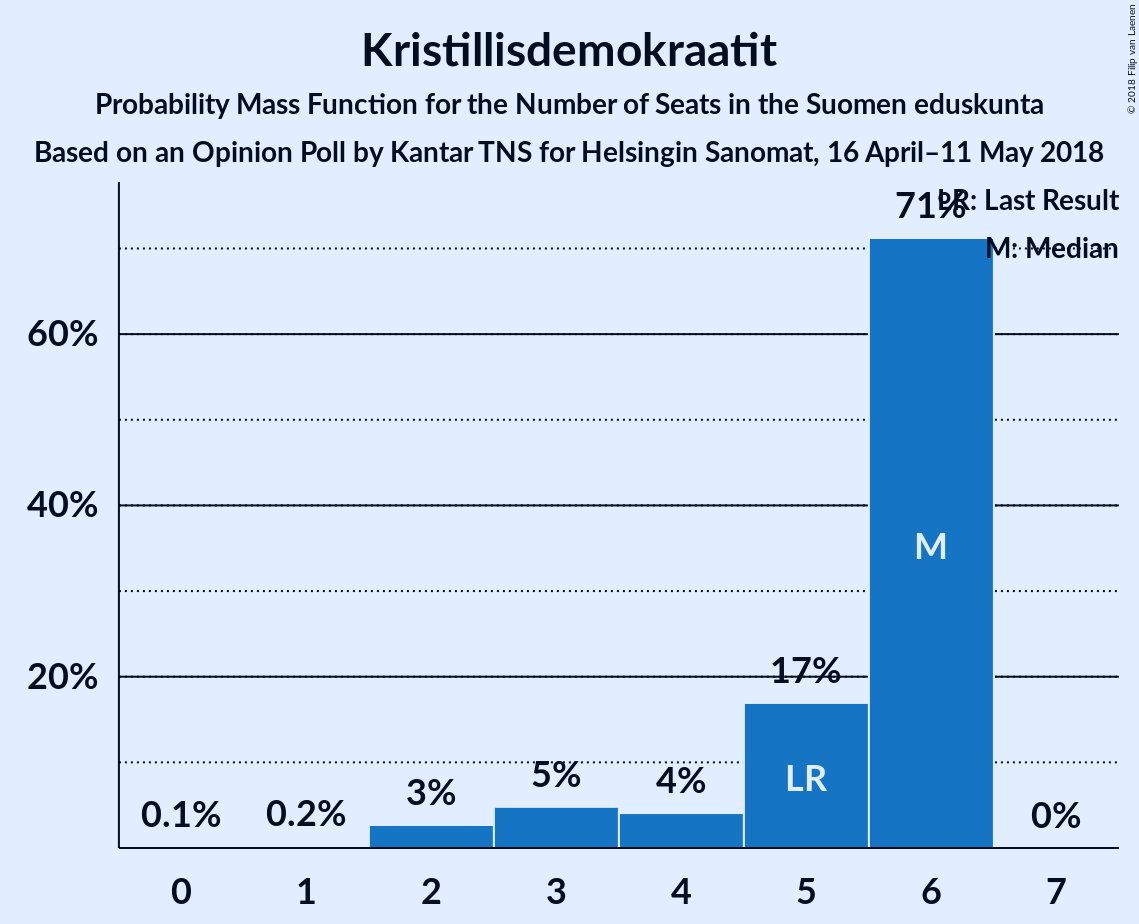 Kristillisdemokraatit
Probability Mass Function for the Number of Seats in the Suomen eduskunta
Based on an Opinion Poll by Kantar TNS for Helsingin Sanomat, 16 April–11 May 2018
© 2018 Filip van Laenen
LR: Last Result
M: Median
71%
60%
40%
20%
M
17%
LR
0.1%
0.2%
3%
5%
4%
0%
0 1 2 3 4 5 6 7